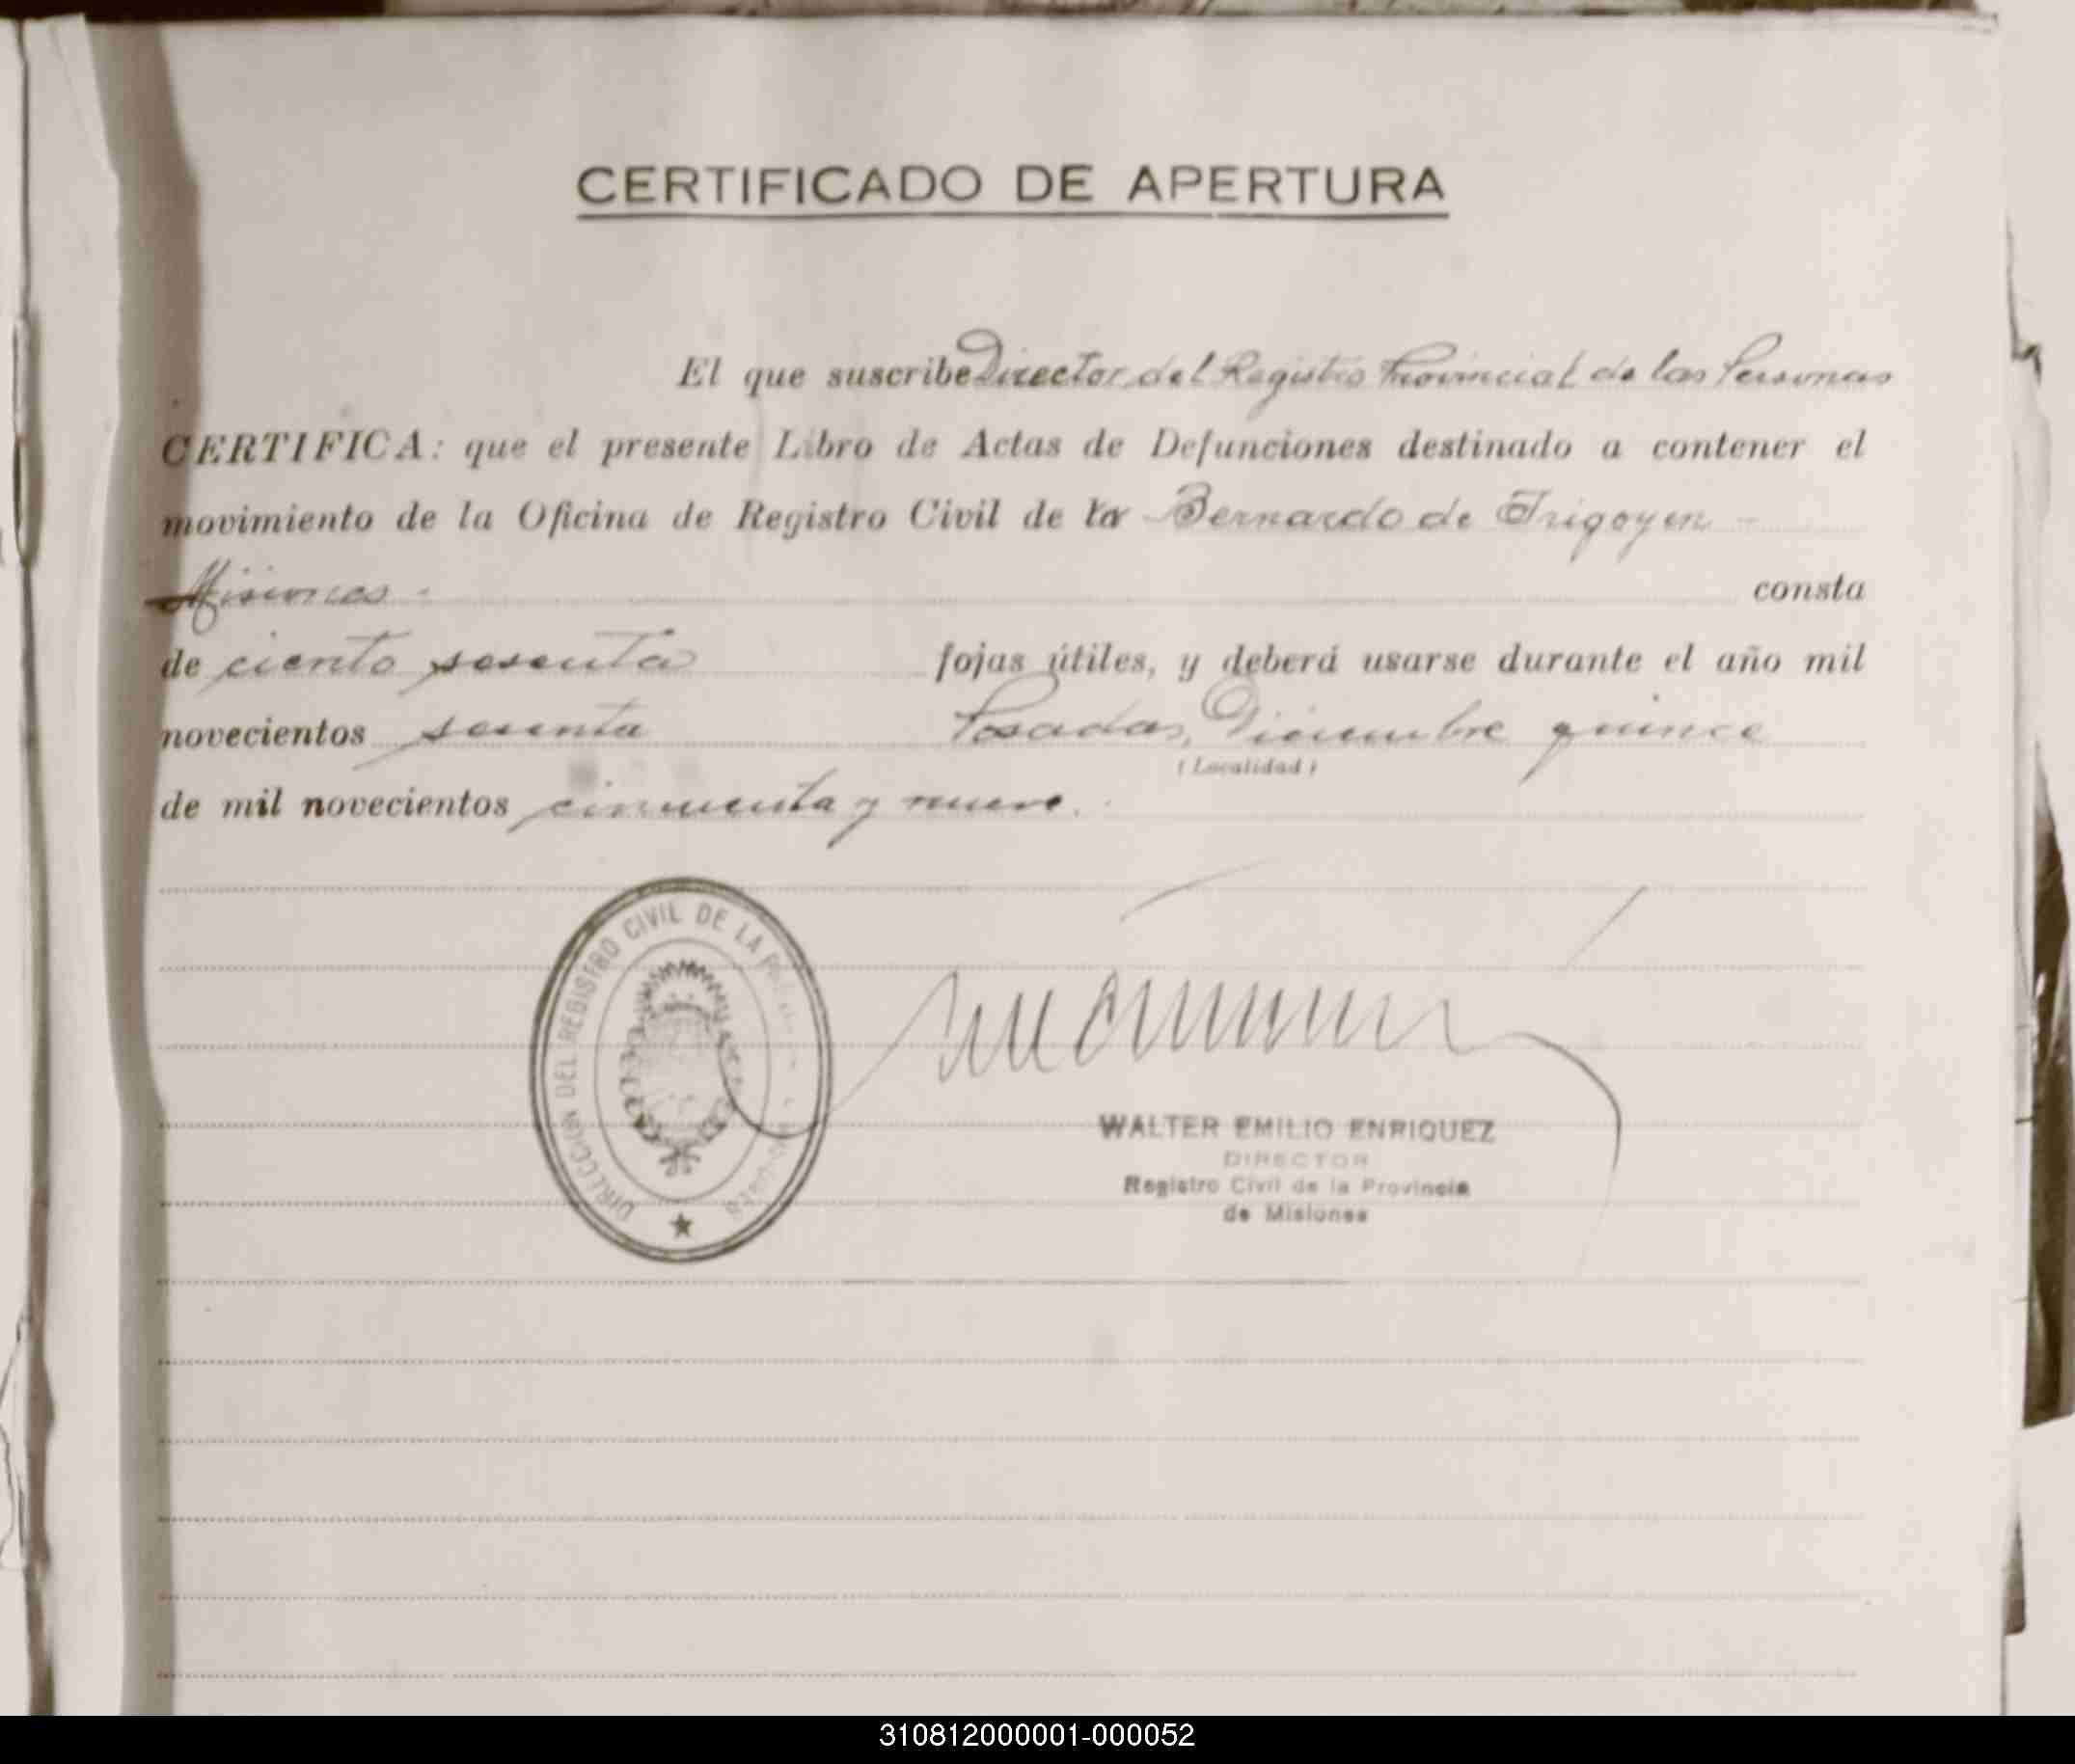 CERTIFICADO DE APERTURA
El que suscribe Director del Registro Provincial de las Personas
CERTIFICA: que el presente Libro de Actas de Defunciones destinado a contener el
movimiento de la Oficina de Registro Civil de la Bernardo de Irigoyen -
Misiones - consta
de ciento sesenta fojas útiles, y deberá usarse durante el año mil
novecientos sesenta Posadas, Diciembre quince
(Localidad)
de mil novecientos cincuenta y nueve.
DIRECCION DEL REGISTRO CIVIL DE LA
WALTER EMILIO ENRIQUEZ
DIRECTOR
Registro Civil de la Provincia
de Misiones
310812000001-000052